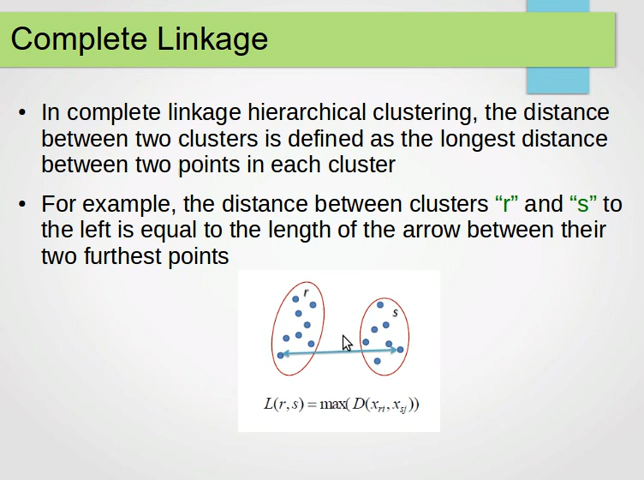 Complete Linkage
• In complete linkage hierarchical clustering, the distance
between two clusters is defined as the longest distance
between two points in each cluster
• For example, the distance between clusters “r” and “s” to
the left is equal to the length of the arrow between their
two furthest points
r
s
L(r,s) = max(D(x_ri, x_sj))